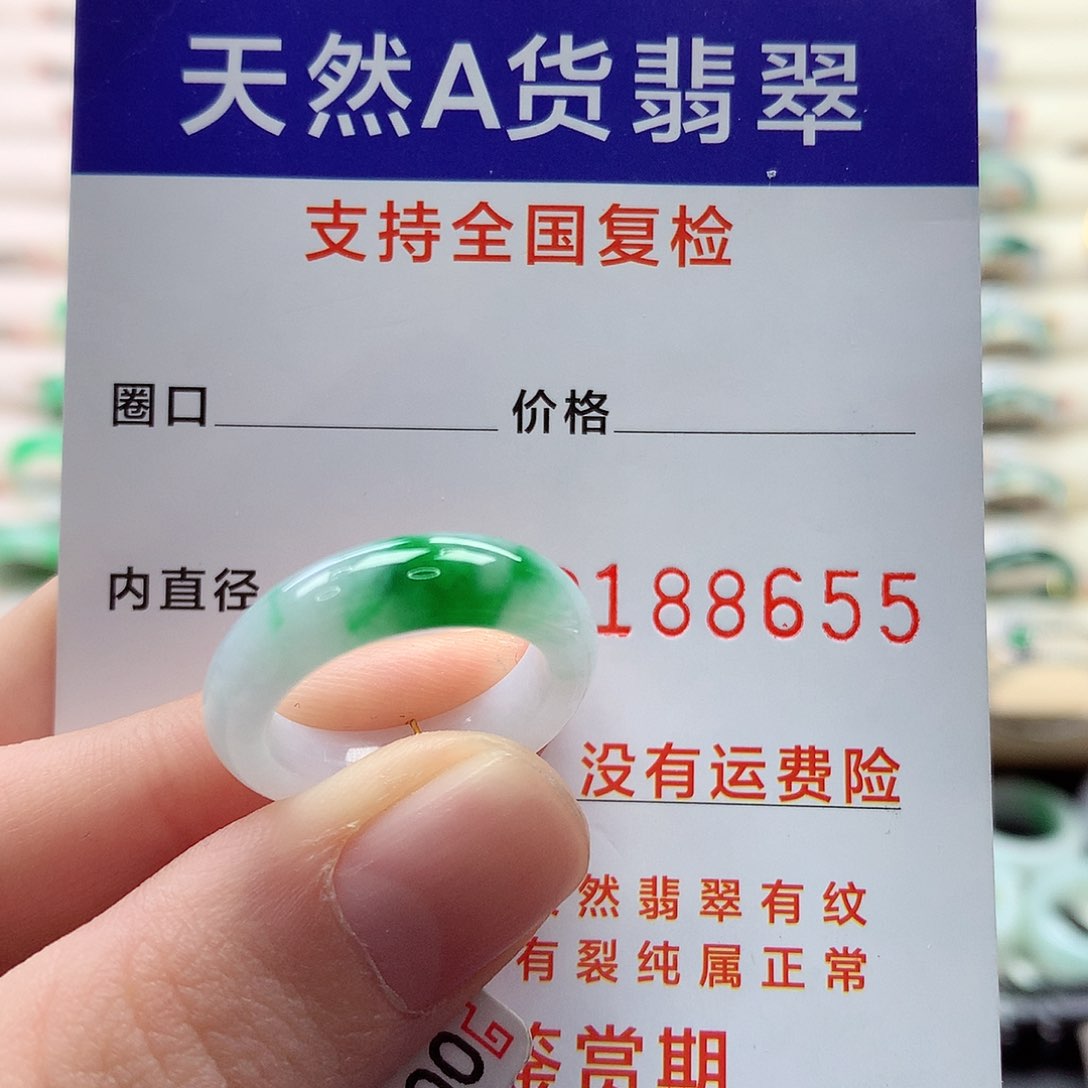 天然A货翡翠
支持全国复检
圈口 价格
内直径 188655
没有运费险
然翡翠有纹
有裂纯属正常
鉴赏期
00